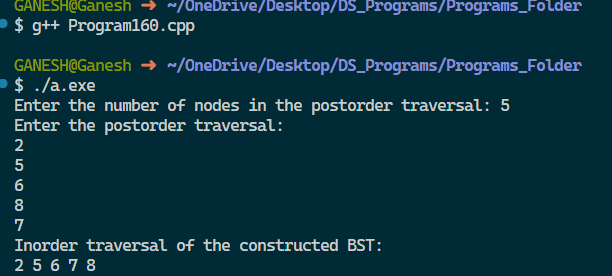 GANESH@Ganesh ➜ ~/OneDrive/Desktop/DS_Programs/Programs_Folder
$ g++ Program160.cpp
GANESH@Ganesh ➜ ~/OneDrive/Desktop/DS_Programs/Programs_Folder
$ ./a.exe
Enter the number of nodes in the postorder traversal: 5
Enter the postorder traversal:
2
5
6
8
7
Inorder traversal of the constructed BST:
2 5 6 7 8